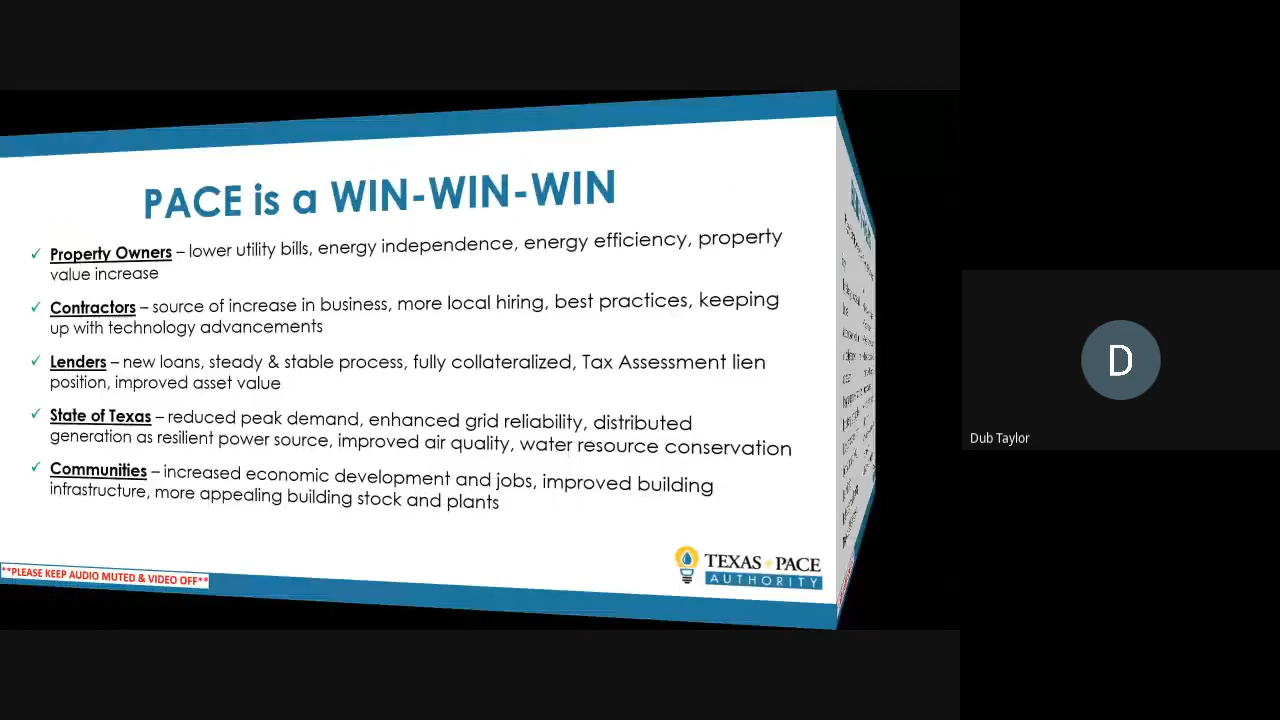 PACE is a WIN-WIN-WIN
✓ Property Owners – lower utility bills, energy independence, energy efficiency, property
value increase
✓ Contractors – source of increase in business, more local hiring, best practices, keeping
up with technology advancements
✓ Lenders – new loans, steady & stable process, fully collateralized, Tax Assessment lien
position, improved asset value
✓ State of Texas – reduced peak demand, enhanced grid reliability, distributed
generation as resilient power source, improved air quality, water resource conservation
✓ Communities – increased economic development and jobs, improved building
infrastructure, more appealing building stock and plants
**PLEASE KEEP AUDIO MUTED & VIDEO OFF**
TEXAS PACE
AUTHORITY
D
Dub Taylor